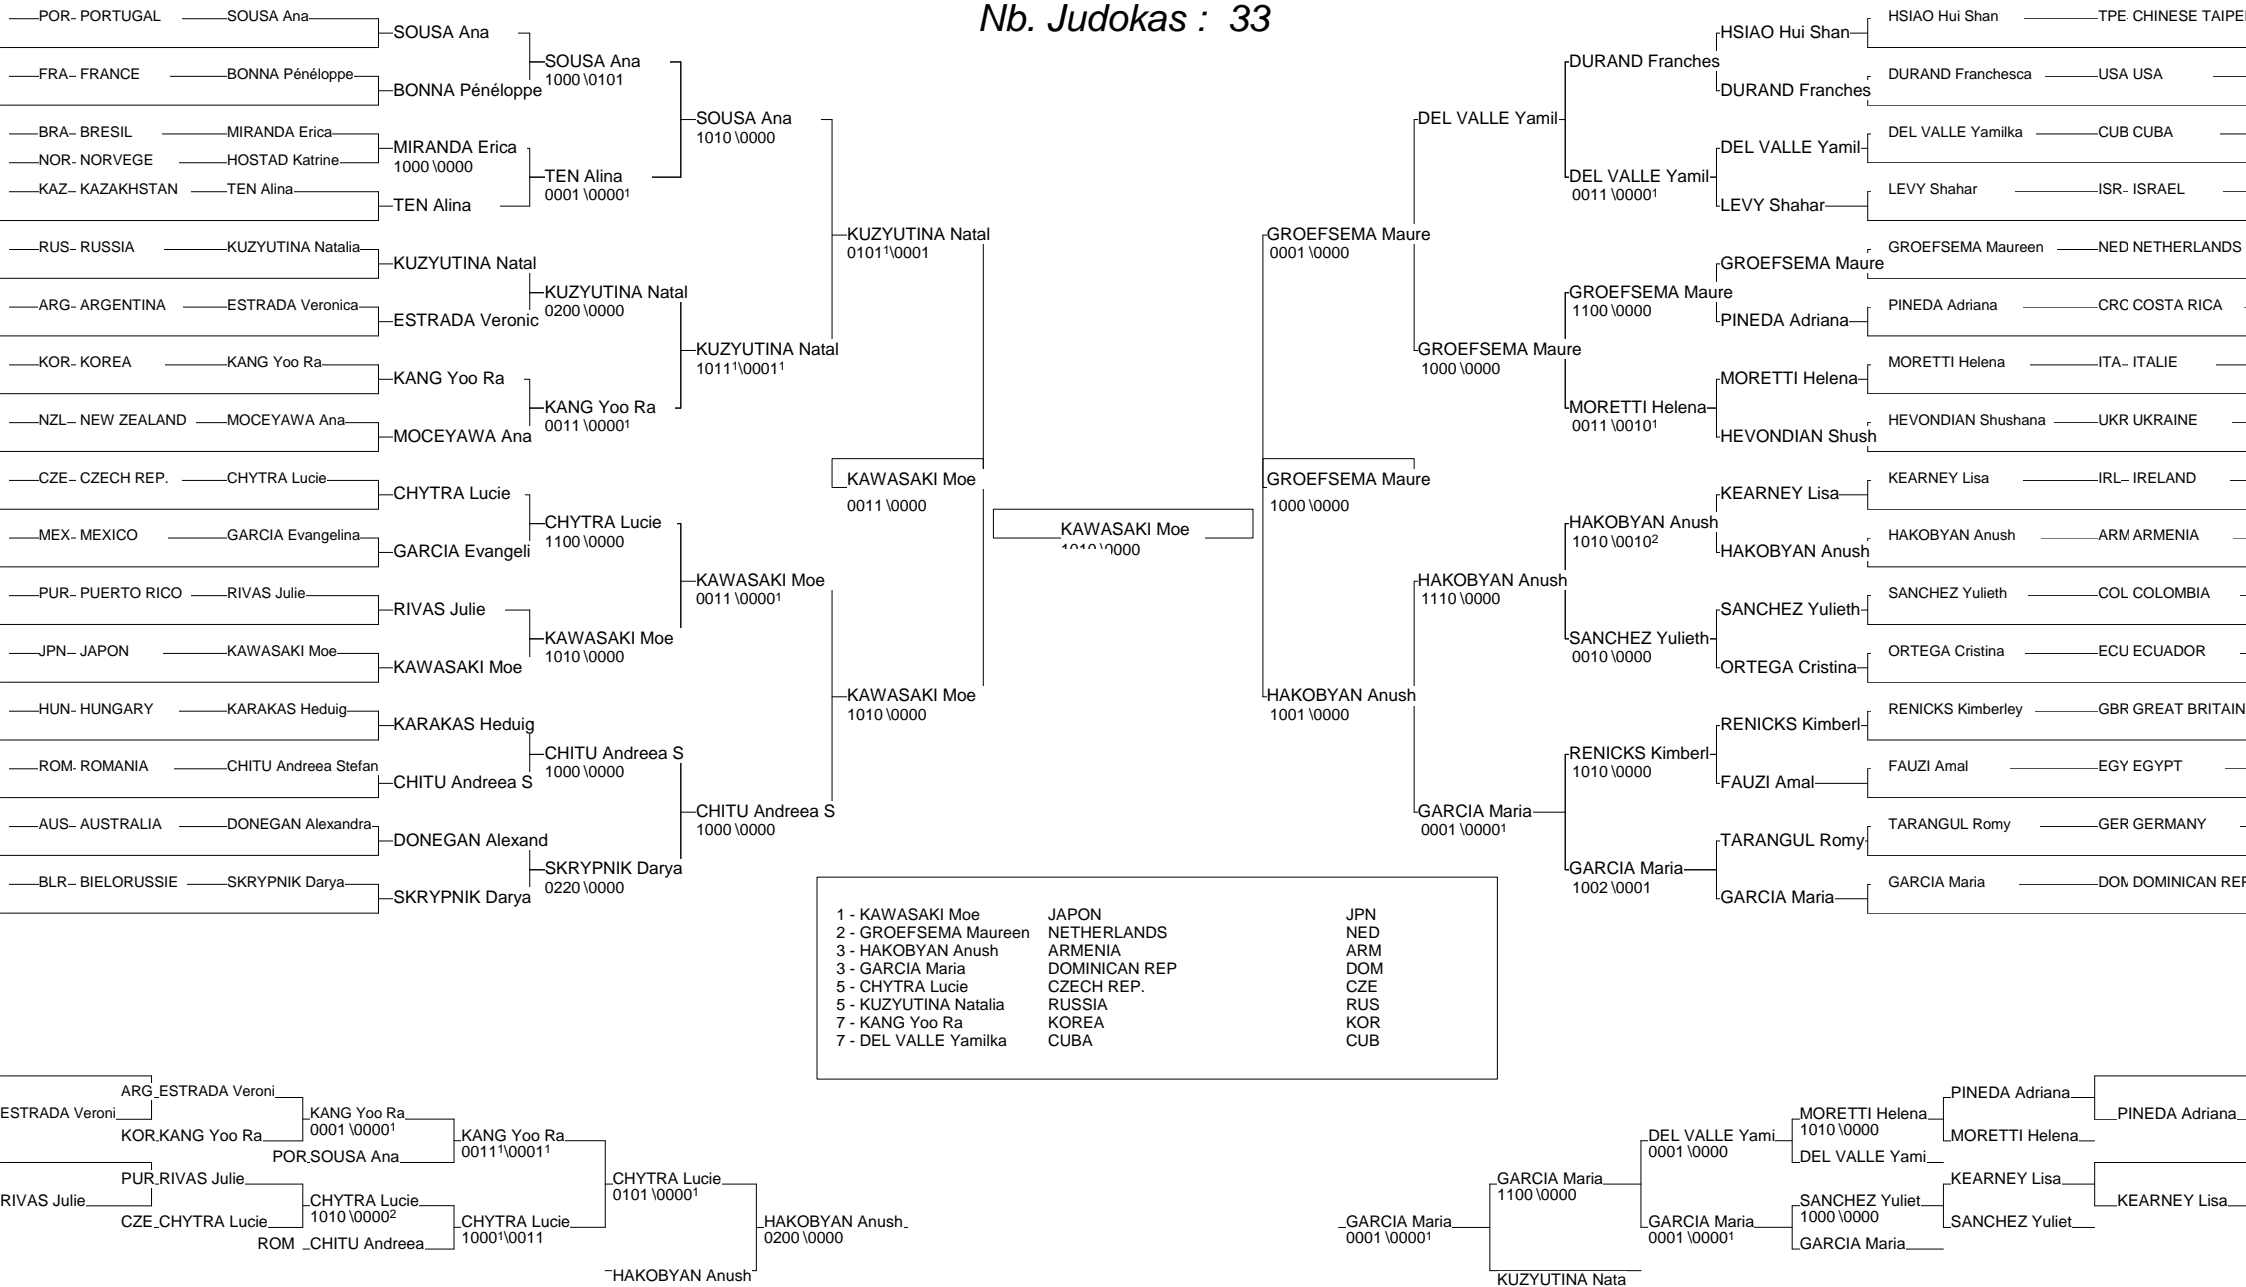 Nb. Judokas : 33
POR PORTUGAL SOUSA Ana
FRA FRANCE BONNA Pénéloppe
BRA BRESIL MIRANDA Erica
NOR NORVEGE HOSTAD Katrine
KAZ KAZAKHSTAN TEN Alina
RUS RUSSIA KUZYUTINA Natalia
ARG ARGENTINA ESTRADA Veronica
KOR KOREA KANG Yoo Ra
NZL NEW ZEALAND MOCEYAWA Ana
CZE CZECH REP. CHYTRA Lucie
MEX MEXICO GARCIA Evangelina
PUR PUERTO RICO RIVAS Julie
JPN JAPON KAWASAKI Moe
HUN HUNGARY KARAKAS Heduig
ROM ROMANIA CHITU Andreea Stefan
AUS AUSTRALIA DONEGAN Alexandra
BLR BIELORUSSIE SKRYPNIK Darya
SOUSA Ana
BONNA Pénéloppe
MIRANDA Erica
1000 \0000
TEN Alina
KUZYUTINA Natal
ESTRADA Veronic
KANG Yoo Ra
MOCEYAWA Ana
CHYTRA Lucie
GARCIA Evangeli
RIVAS Julie
KAWASAKI Moe
KARAKAS Heduig
CHITU Andreea S
DONEGAN Alexand
SKRYPNIK Darya
SOUSA Ana
1000 \0101
TEN Alina
0001 \0000¹
KUZYUTINA Natal
0200 \0000
KANG Yoo Ra
0011 \0000¹
CHYTRA Lucie
1100 \0000
KAWASAKI Moe
1010 \0000
CHITU Andreea S
1000 \0000
SKRYPNIK Darya
0220 \0000
SOUSA Ana
1010 \0000
KUZYUTINA Natal
1011¹\0001¹
KAWASAKI Moe
0011 \0000¹
CHITU Andreea S
1000 \0000
KUZYUTINA Natal
0101¹\0001
KAWASAKI Moe
0011 \0000
KAWASAKI Moe
1010 \0000
KAWASAKI Moe
1010 \0000
GROEFSEMA Maure
0001 \0000
GROEFSEMA Maure
1000 \0000
HAKOBYAN Anush
1001 \0000
DEL VALLE Yamil
GROEFSEMA Maure
1000 \0000
HAKOBYAN Anush
1110 \0000
GARCIA Maria
0001 \0000¹
DURAND Franches
DEL VALLE Yamil
0011 \0000¹
GROEFSEMA Maure
1100 \0000
MORETTI Helena
0011 \0010¹
HAKOBYAN Anush
1010 \0010²
SANCHEZ Yulieth
0010 \0000
RENICKS Kimberl
1010 \0000
GARCIA Maria
1002 \0001
HSIAO Hui Shan
DURAND Franches
DEL VALLE Yamil
LEVY Shahar
GROEFSEMA Maure
PINEDA Adriana
MORETTI Helena
HEVONDIAN Shush
KEARNEY Lisa
HAKOBYAN Anush
SANCHEZ Yulieth
ORTEGA Cristina
RENICKS Kimberl
FAUZI Amal
TARANGUL Romy
GARCIA Maria
HSIAO Hui Shan TPE CHINESE TAIPE
DURAND Franchesca USA USA
DEL VALLE Yamilka CUB CUBA
LEVY Shahar ISR ISRAEL
GROEFSEMA Maureen NED NETHERLANDS
PINEDA Adriana CRC COSTA RICA
MORETTI Helena ITA ITALIE
HEVONDIAN Shushana UKR UKRAINE
KEARNEY Lisa IRL IRELAND
HAKOBYAN Anush ARM ARMENIA
SANCHEZ Yulieth COL COLOMBIA
ORTEGA Cristina ECU ECUADOR
RENICKS Kimberley GBR GREAT BRITAIN
FAUZI Amal EGY EGYPT
TARANGUL Romy GER GERMANY
GARCIA Maria DOM DOMINICAN REP
1 - KAWASAKI Moe JAPON JPN
2 - GROEFSEMA Maureen NETHERLANDS NED
3 - HAKOBYAN Anush ARMENIA ARM
3 - GARCIA Maria DOMINICAN REP DOM
5 - CHYTRA Lucie CZECH REP. CZE
5 - KUZYUTINA Natalia RUSSIA RUS
7 - KANG Yoo Ra KOREA KOR
7 - DEL VALLE Yamilka CUBA CUB
ESTRADA Veroni
RIVAS Julie
ARG ESTRADA Veroni
KOR KANG Yoo Ra
PUR RIVAS Julie
CZE CHYTRA Lucie
KANG Yoo Ra
0001 \0000¹
POR SOUSA Ana
CHYTRA Lucie
1010 \0000²
ROM CHITU Andreea
KANG Yoo Ra
0011¹\0001¹
CHYTRA Lucie
1000¹\0011
CHYTRA Lucie
0101 \0000¹
HAKOBYAN Anush
HAKOBYAN Anush
0200 \0000
GARCIA Maria
0001 \0000¹
GARCIA Maria
1100 \0000
KUZYUTINA Nata
DEL VALLE Yami
0001 \0000
GARCIA Maria
0001 \0000¹
MORETTI Helena
1010 \0000
DEL VALLE Yami
SANCHEZ Yuliet
1000 \0000
GARCIA Maria
PINEDA Adriana
MORETTI Helena
KEARNEY Lisa
SANCHEZ Yuliet
PINEDA Adriana
KEARNEY Lisa